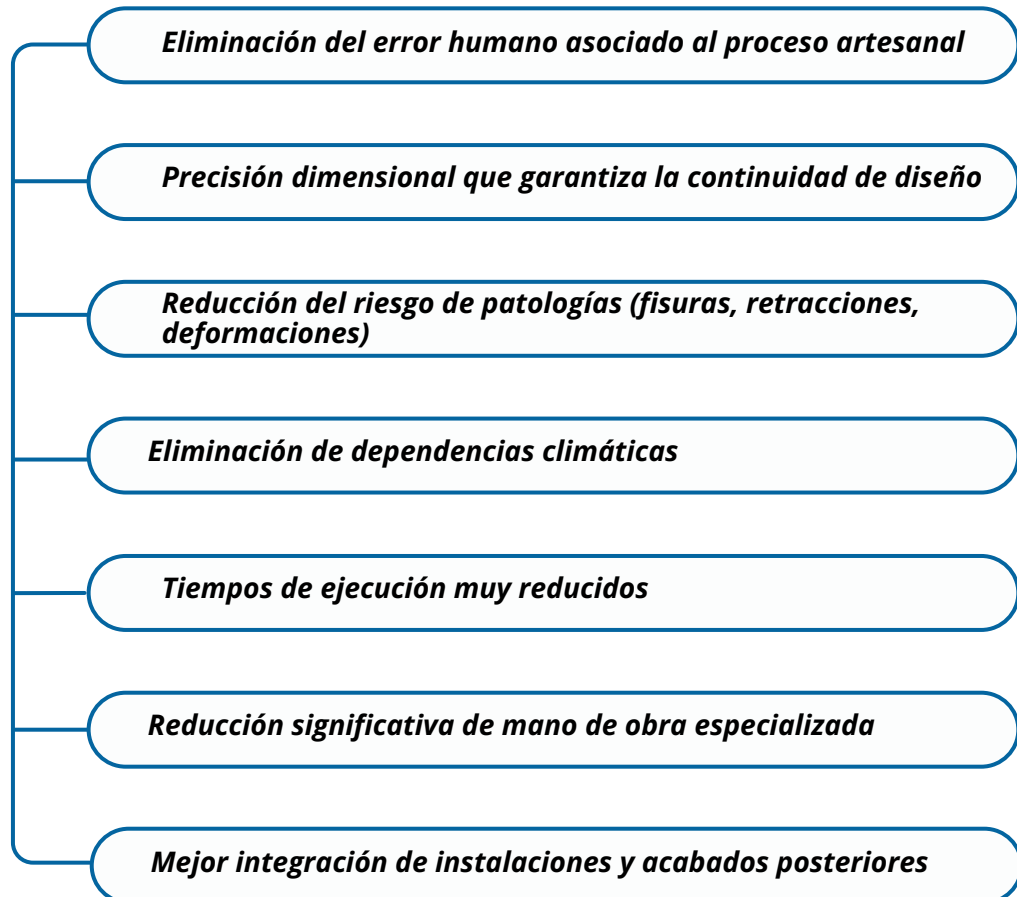 Eliminación del error humano asociado al proceso artesanal
Precisión dimensional que garantiza la continuidad de diseño
Reducción del riesgo de patologías (fisuras, retracciones,
deformaciones)
Eliminación de dependencias climáticas
Tiempos de ejecución muy reducidos
Reducción significativa de mano de obra especializada
Mejor integración de instalaciones y acabados posteriores